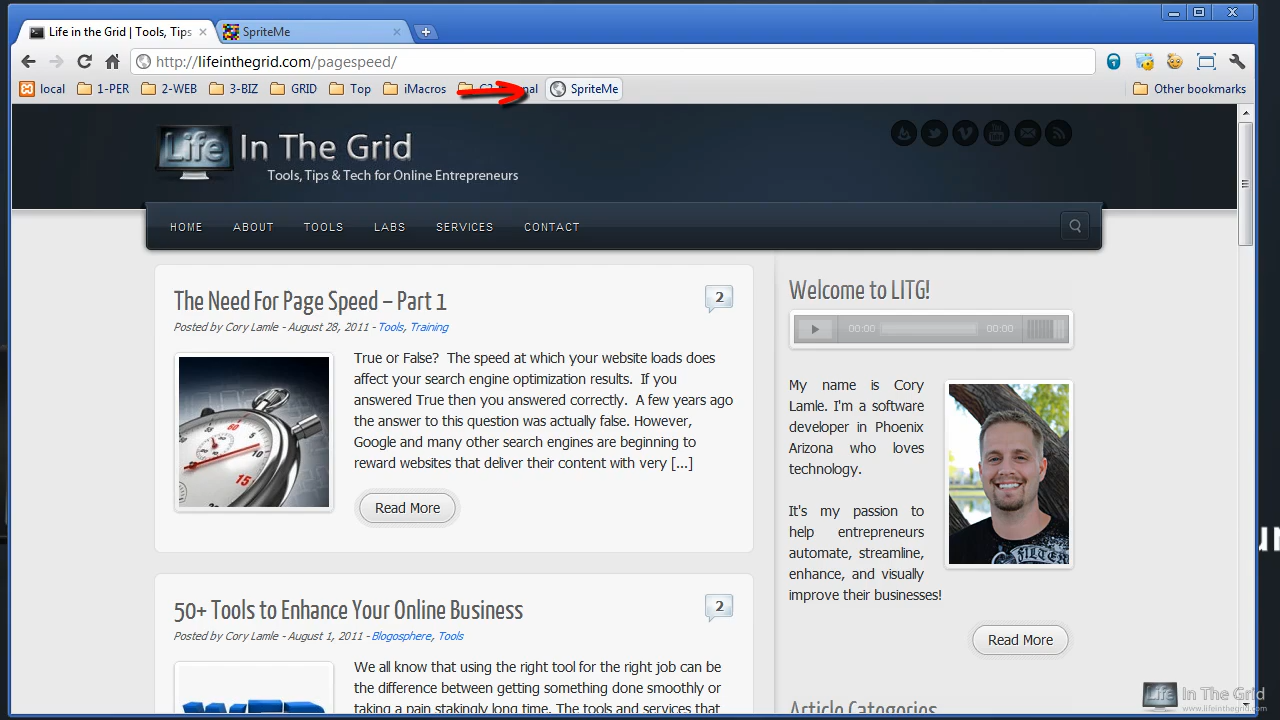 Life in the Grid | Tools, Tips
SpriteMe
http://lifeinthegrid.com/pagespeed/
local 1-PER 2-WEB 3-BIZ GRID Top iMacros SpriteMe Other bookmarks
Life In The Grid
Tools, Tips & Tech for Online Entrepreneurs
HOME ABOUT TOOLS LABS SERVICES CONTACT
The Need For Page Speed – Part 1
2
Posted by Cory Lamle - August 28, 2011 - Tools, Training
True or False?  The speed at which your website loads does
affect your search engine optimization results.  If you
answered True then you answered correctly.  A few years ago
the answer to this question was actually false. However,
Google and many other search engines are beginning to
reward websites that deliver their content with very [...]
Read More
50+ Tools to Enhance Your Online Business
2
Posted by Cory Lamle - August 1, 2011 - Blogosphere, Tools
We all know that using the right tool for the right job can be
the difference between getting something done smoothly or
taking a pain stakingly long time. The tools and services that
Welcome to LITG!
00:00 00:00
My name is Cory
Lamle. I'm a software
developer in Phoenix
Arizona who loves
technology.
It's my passion to
help entrepreneurs
automate, streamline,
enhance, and visually
improve their businesses!
Read More
Article Categories
Life In The Grid
www.lifeinthegrid.com